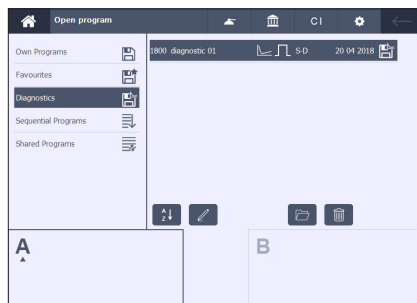 Open program
CI
Own Programs
Favourites
Diagnostics
Sequential Programs
Shared Programs
1800 diagnostic 01 S-D 20 04 2018
A Z
A
B